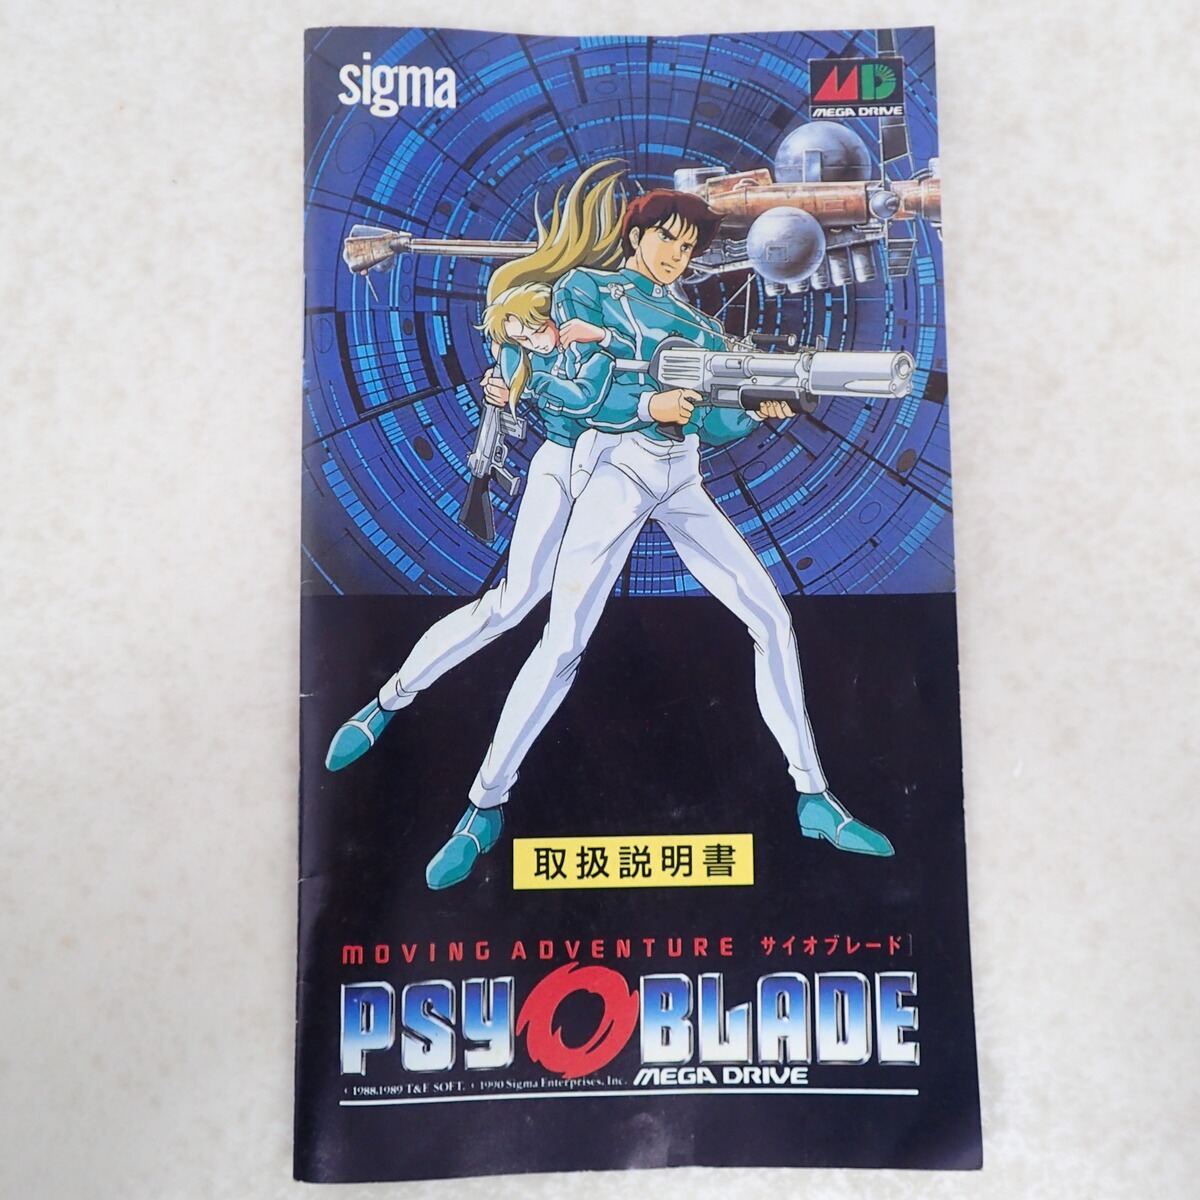 sigma
MD
MEGA DRIVE
取扱説明書
MOVING ADVENTURE [サイオブレード]
PSY O BLADE
MEGA DRIVE
©1988.1989 T&E SOFT. ©1990 Sigma Enterprises, Inc.